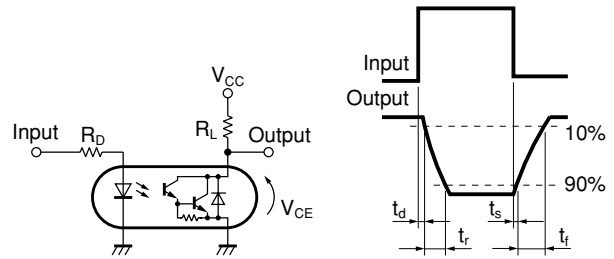 Input
R_D
V_CC
R_L
Output
V_CE
Input
Output
10%
90%
t_d
t_r
t_s
t_f